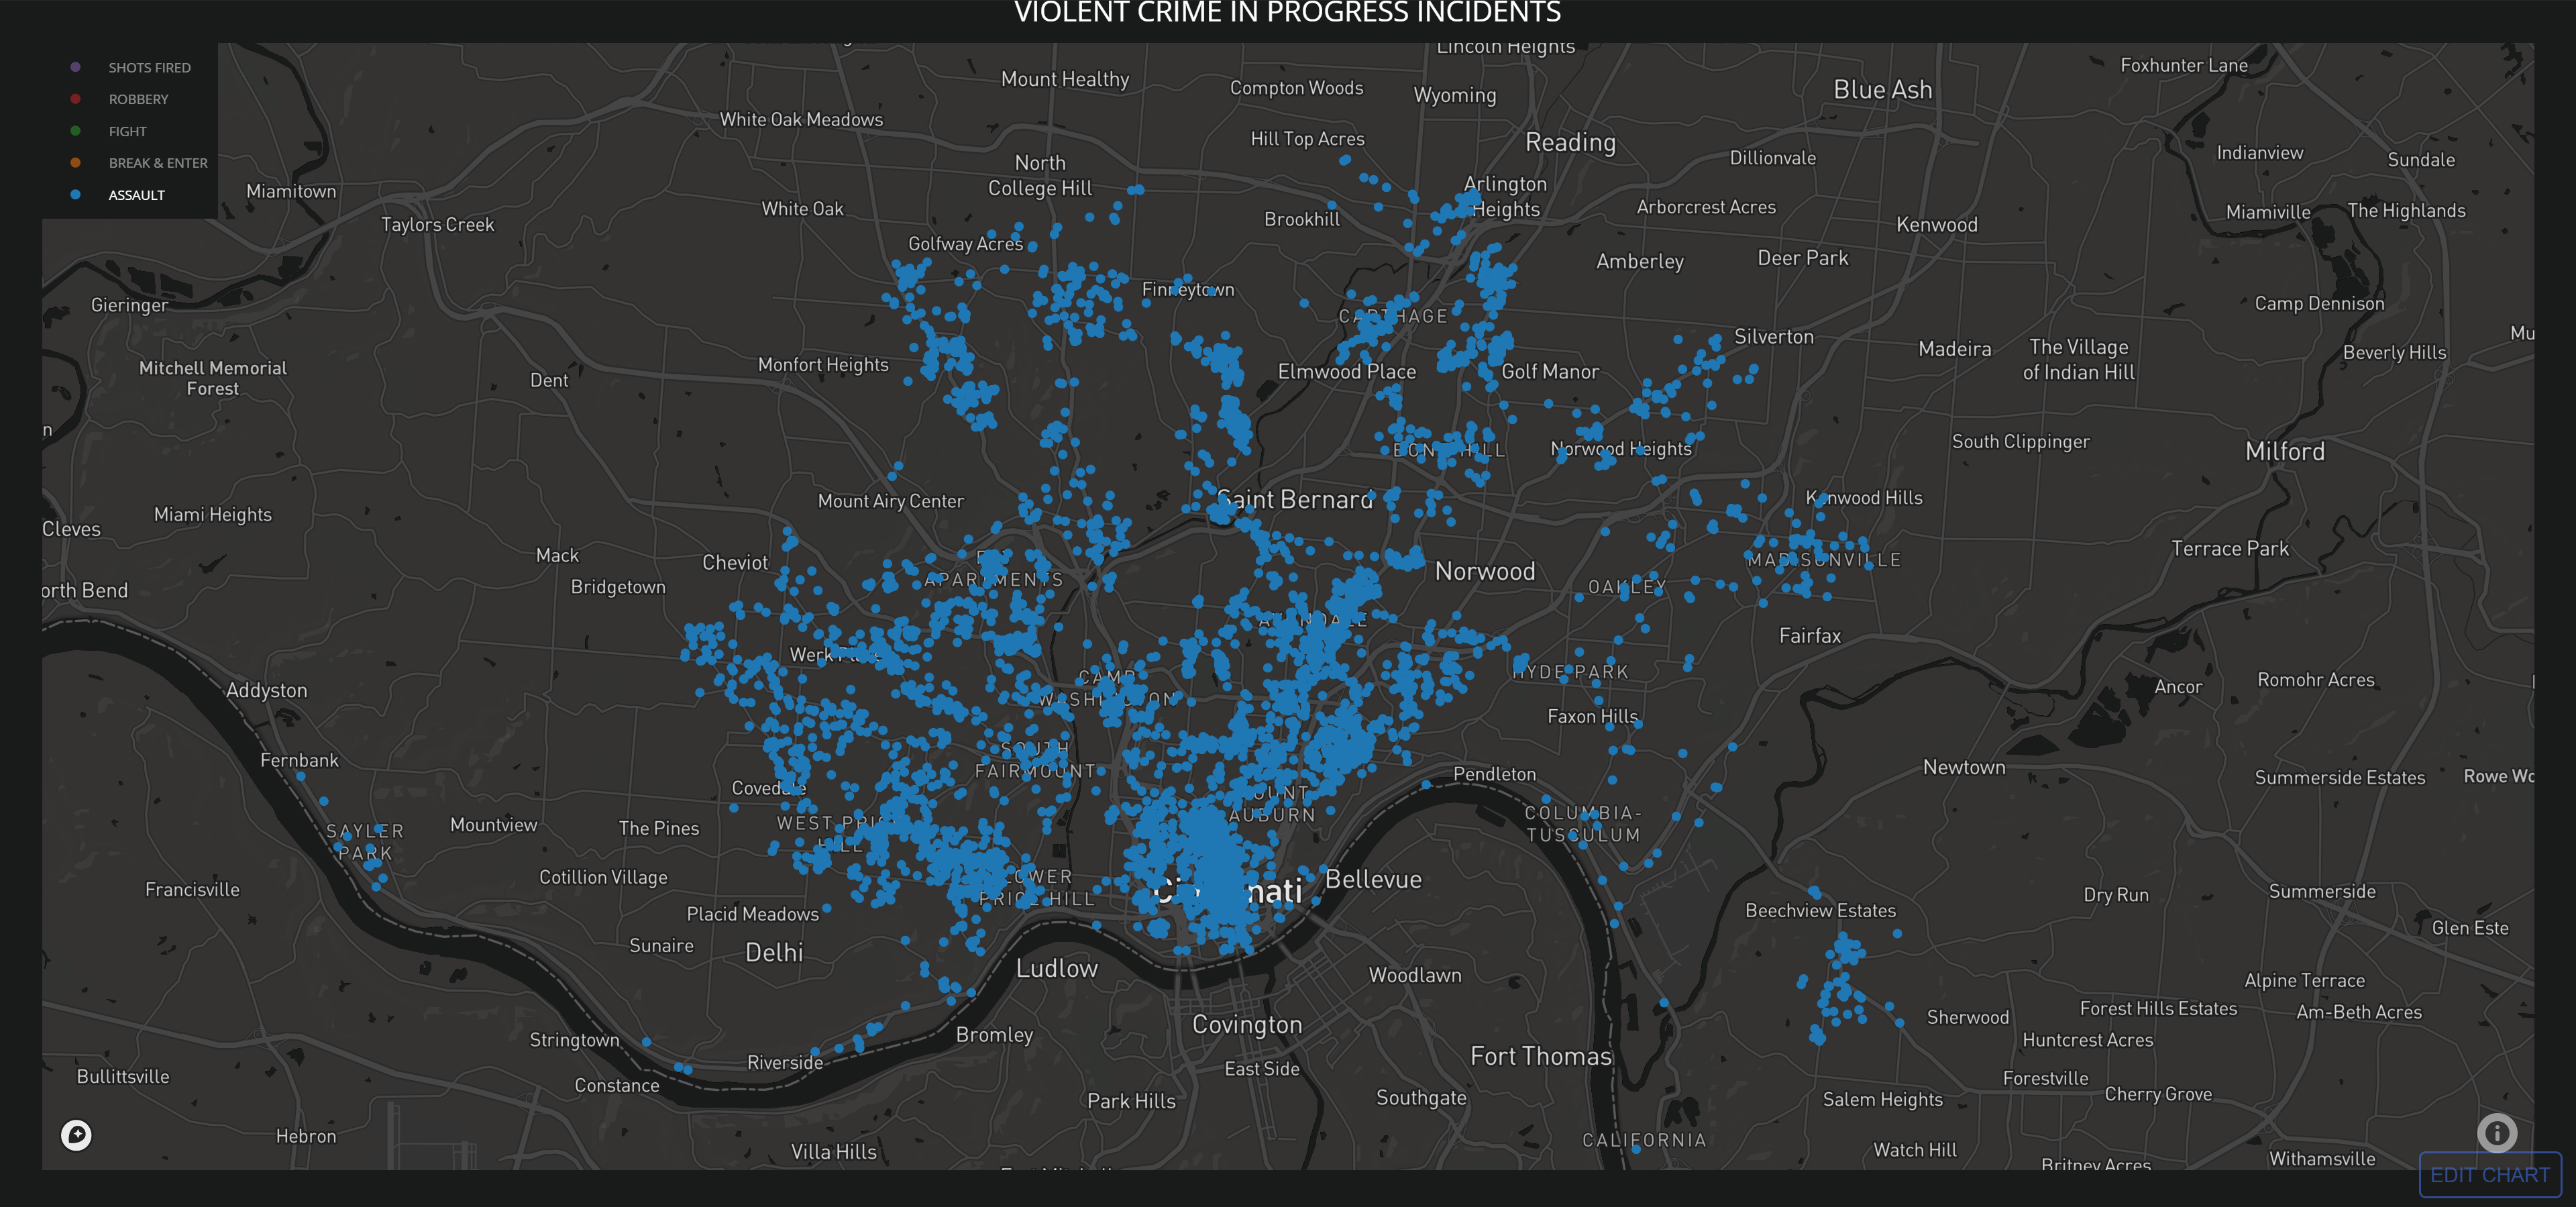 VIOLENT CRIME IN PROGRESS INCIDENTS
SHOTS FIRED
ROBBERY
FIGHT
BREAK & ENTER
ASSAULT
Lincoln Heights
Foxhunter Lane
Mount Healthy
Compton Woods
Wyoming
Blue Ash
White Oak Meadows
Hill Top Acres
Reading
Dillionvale
Indianview
Sundale
North
College Hill
Miamitown
Arlington
Heights
White Oak
Brookhill
Arborcrest Acres
Miamiville
The Highlands
Taylors Creek
Kenwood
Golfway Acres
Amberley
Deer Park
Gieringer
Finneytown
Camp Dennison
CARTHAGE
Silverton
Mu
Madeira
The Village
of Indian Hill
Beverly Hills
Mitchell Memorial
Forest
Monfort Heights
Dent
Elmwood Place
Golf Manor
n
BOND HILL
Norwood Heights
South Clippinger
Milford
Mount Airy Center
Saint Bernard
Kenwood Hills
Miami Heights
Cleves
Mack
Cheviot
APARTMENTS
Norwood
MADISONVILLE
Terrace Park
orth Bend
Bridgetown
OAKLEY
AVONDALE
Fairfax
Werk Place
HYDE PARK
CAMP
WASHINGTON
Addyston
Ancor
Romohr Acres
Faxon Hills
Fernbank
SOUTH
FAIRMOUNT
Pendleton
Newtown
Summerside Estates
Rowe Wo
Covedale
MOUNT
AUBURN
SAYLER
PARK
Mountview
The Pines
WEST PRICE
HILL
COLUMBIA-
TUSCULUM
Francisville
Cotillion Village
LOWER
PRICE HILL
Cincinnati
Bellevue
Dry Run
Summerside
Placid Meadows
Beechview Estates
Glen Este
Sunaire
Delhi
Ludlow
Woodlawn
Alpine Terrace
Stringtown
Bromley
Covington
Sherwood
Forest Hills Estates
Am-Beth Acres
Huntcrest Acres
Riverside
East Side
Fort Thomas
Bullittsville
Constance
Forestville
Park Hills
Southgate
Salem Heights
Cherry Grove
Hebron
Villa Hills
CALIFORNIA
Watch Hill
Britney Acres
Withamsville
EDIT CHART